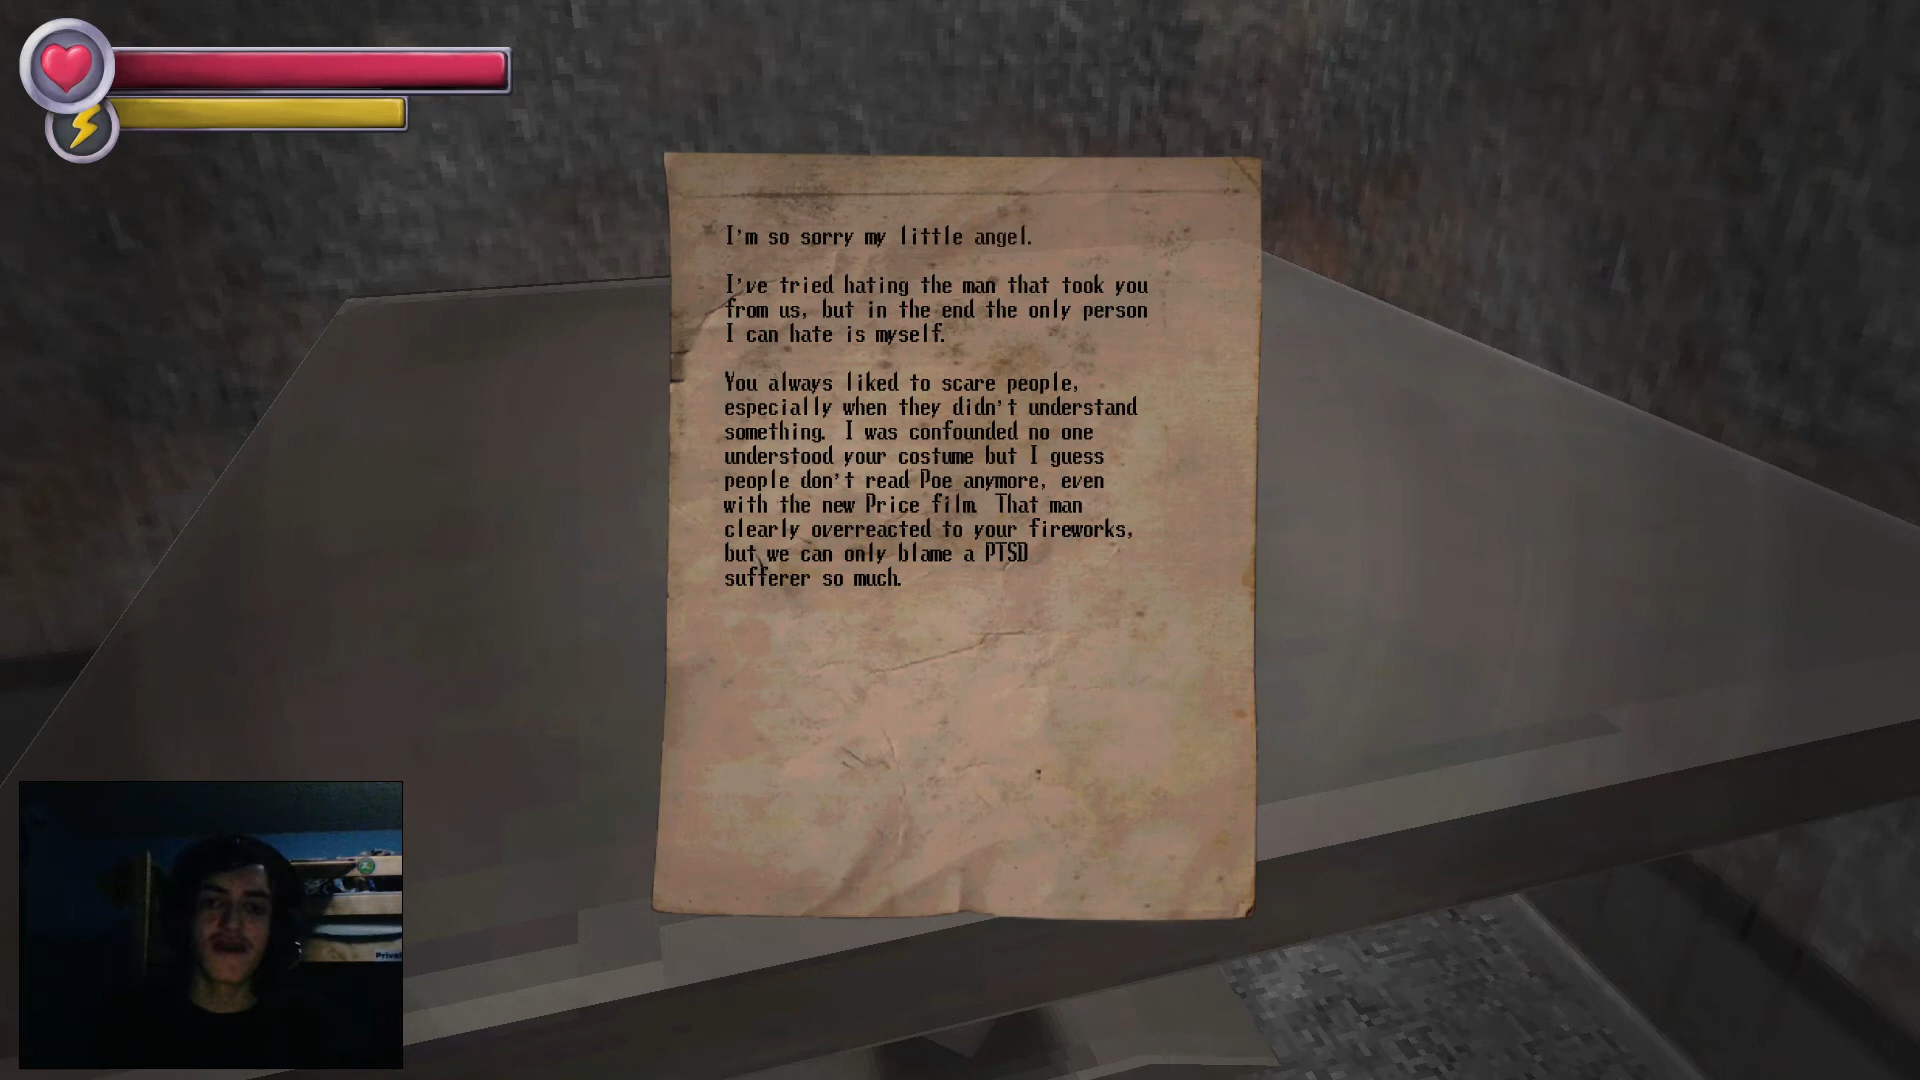 I'm so sorry my little angel.
I've tried hating the man that took you
from us, but in the end the only person
I can hate is myself.
You always liked to scare people,
especially when they didn't understand
something.  I was confounded no one
understood your costume but I guess
people don't read Poe anymore, even
with the new Price film.  That man
clearly overreacted to your fireworks,
but we can only blame a PTSD
sufferer so much.
Privat